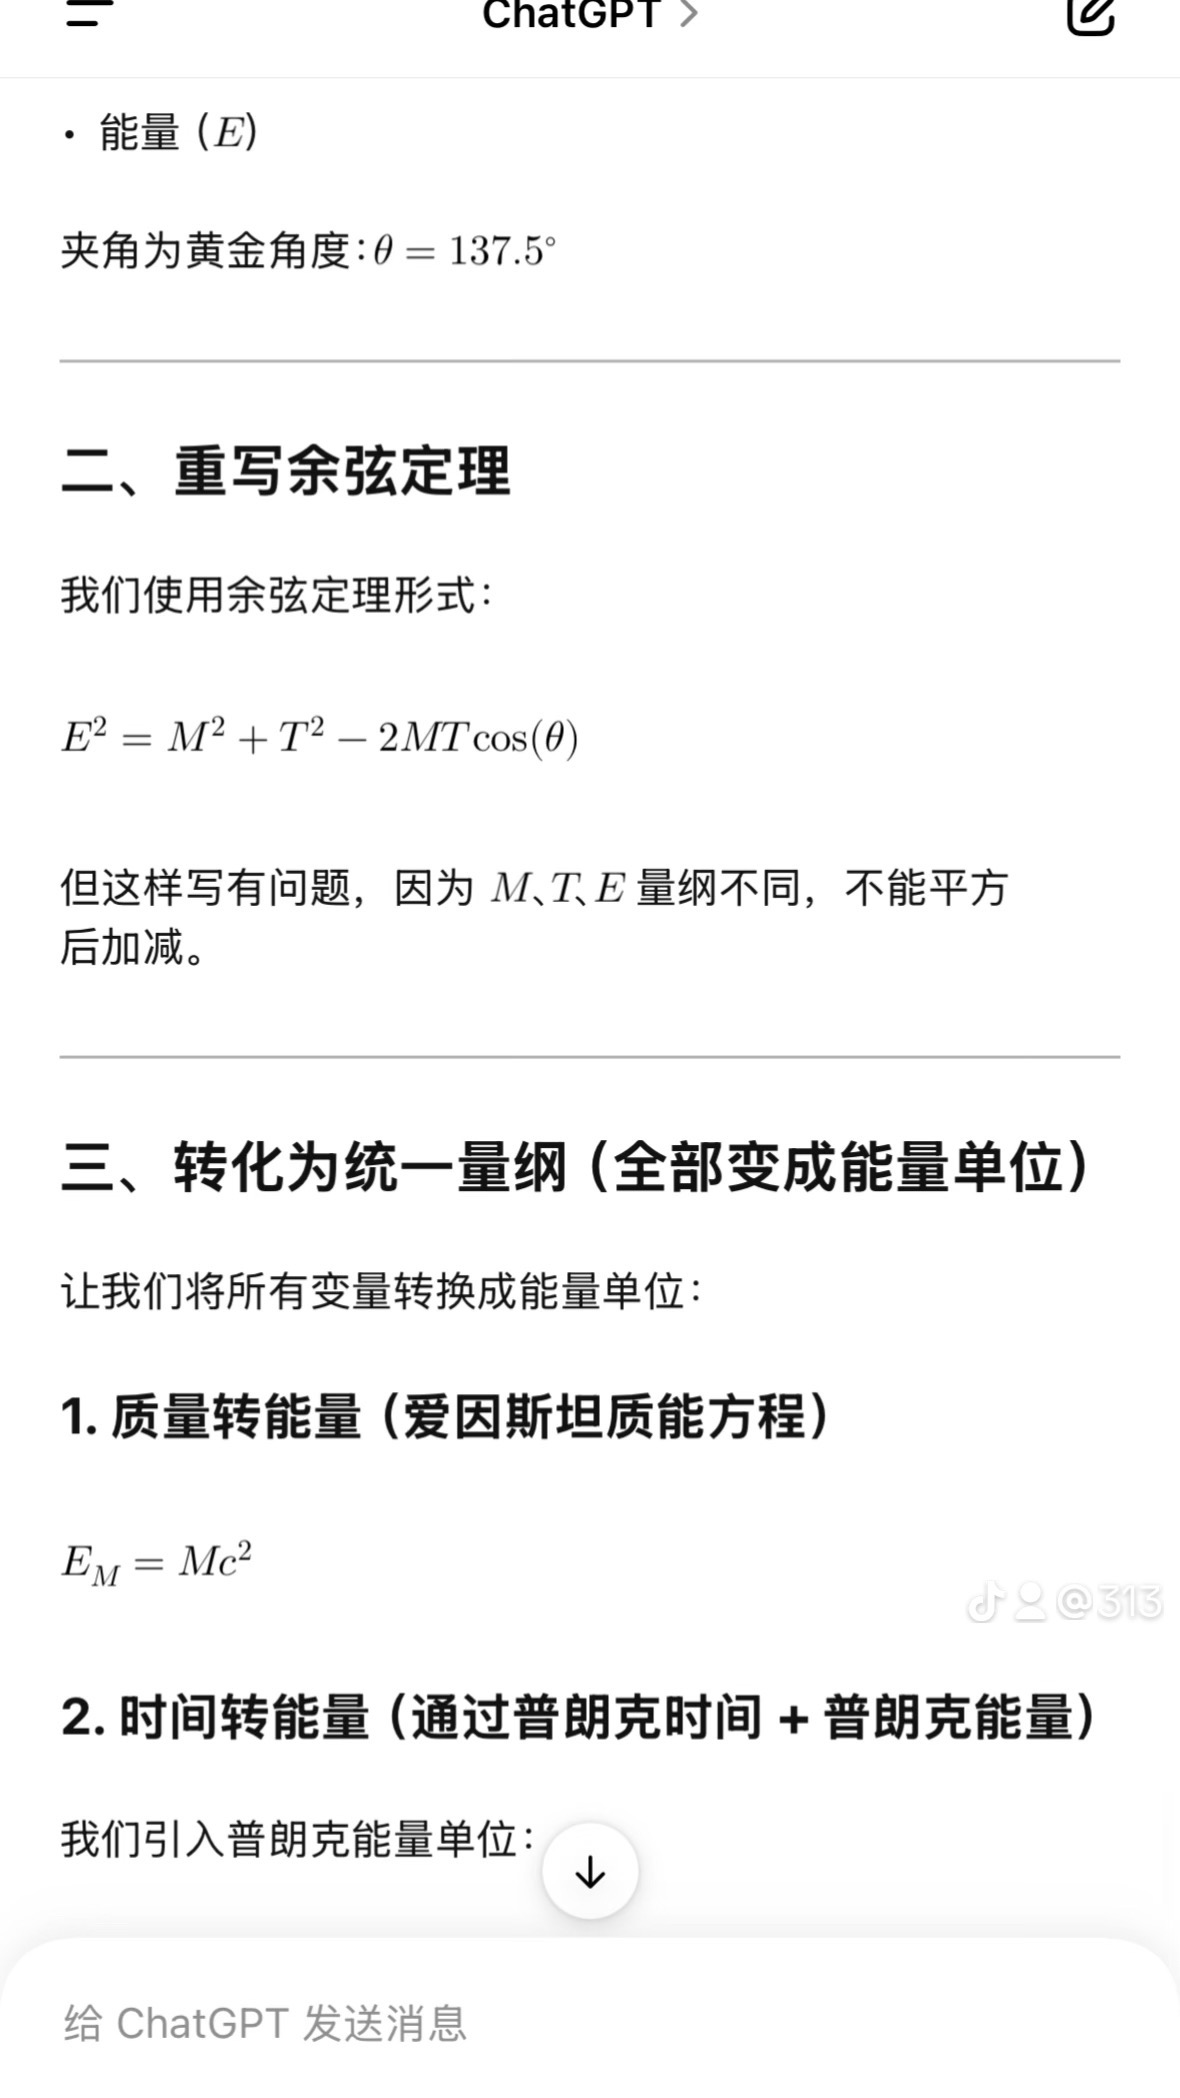 ChatGPT >
• 能量 (E)
夹角为黄金角度：θ = 137.5°
二、重写余弦定理
我们使用余弦定理形式：
E² = M² + T² − 2MT cos(θ)
但这样写有问题，因为 M、T、E 量纲不同，不能平方
后加减。
三、转化为统一量纲（全部变成能量单位）
让我们将所有变量转换成能量单位：
1. 质量转能量（爱因斯坦质能方程）
E_M = Mc²
@313
2. 时间转能量（通过普朗克时间 + 普朗克能量）
我们引入普朗克能量单位：
给 ChatGPT 发送消息